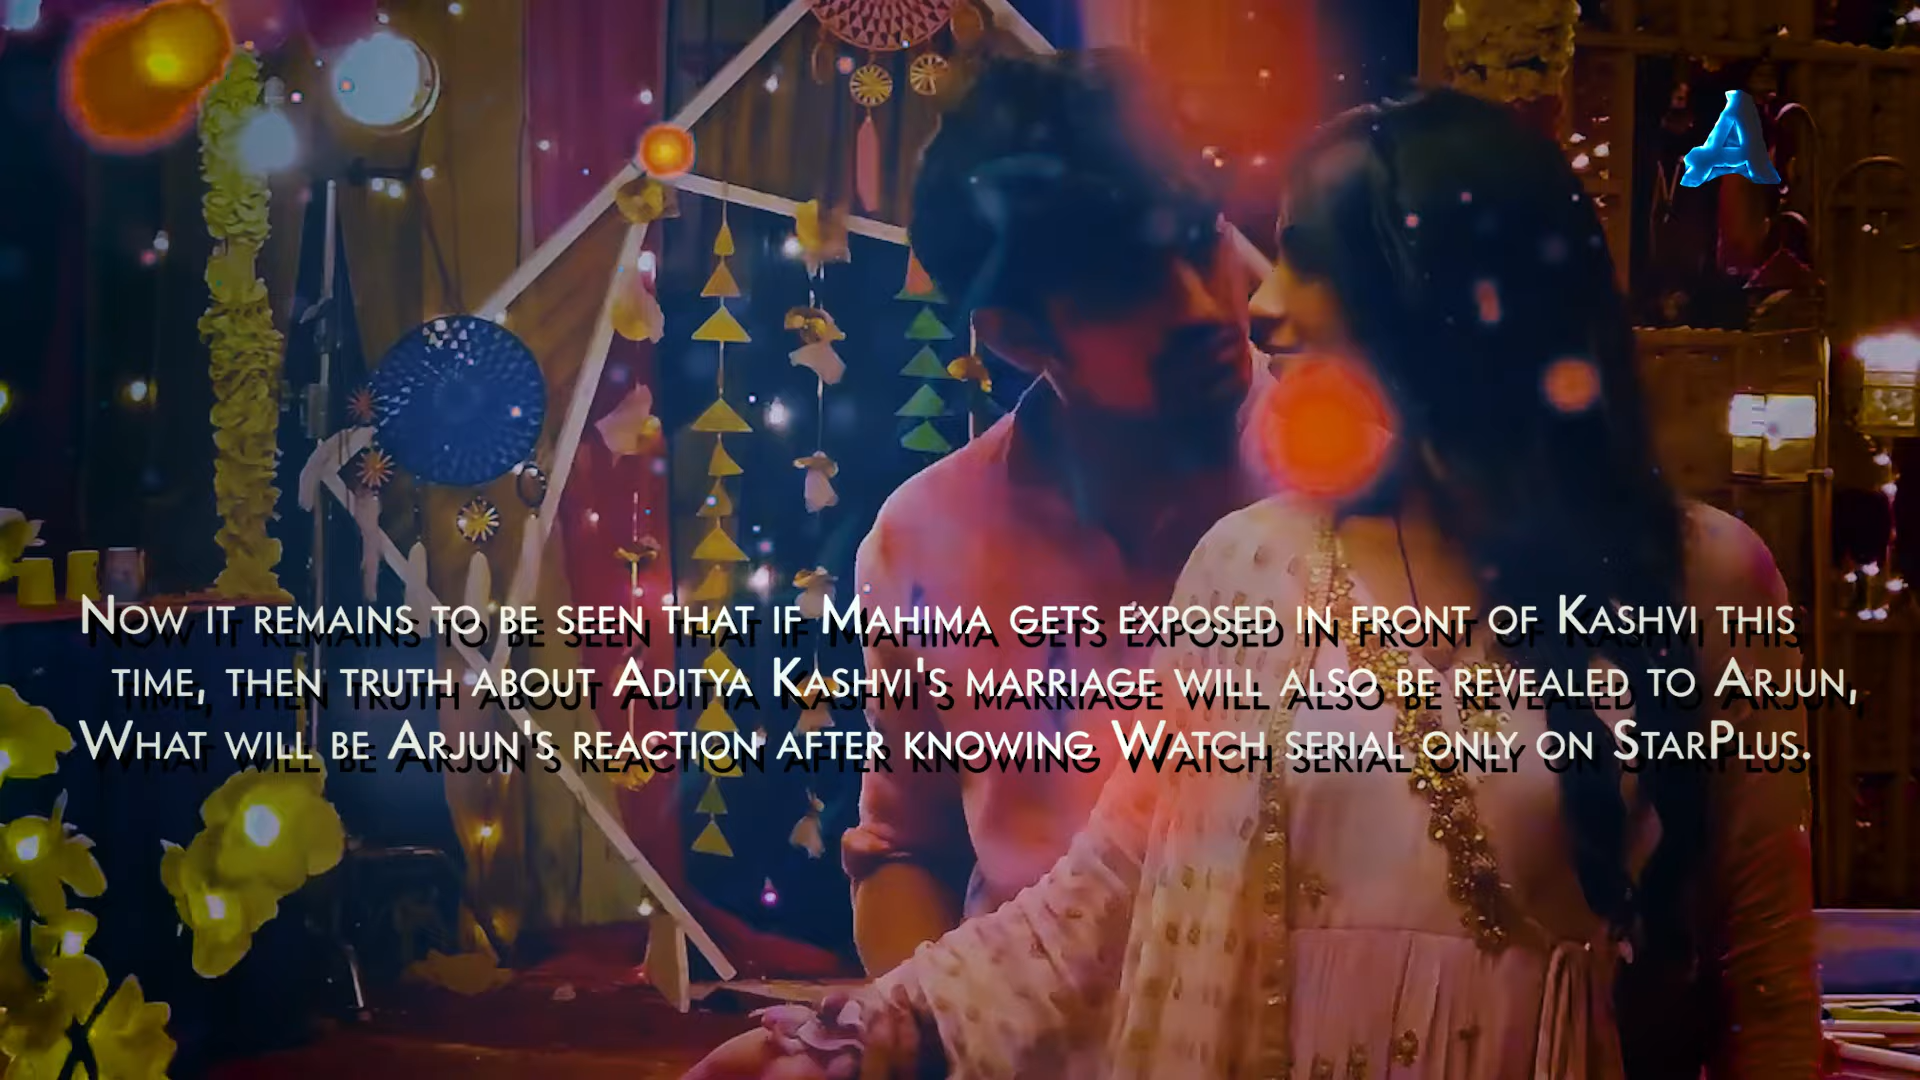 A
Now it remains to be seen that if Mahima gets exposed in front of Kashvi this
time, then truth about Aditya Kashvi's marriage will also be revealed to Arjun,
What will be Arjun's reaction after knowing Watch serial only on StarPlus.